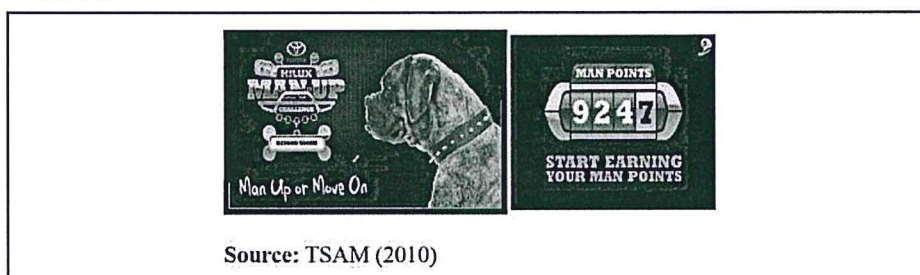 TOYOTA
HILUX
MAN UP
CHALLENGE
Man Up or Move On
MAN POINTS
9247
START EARNING
YOUR MAN POINTS
Source: TSAM (2010)